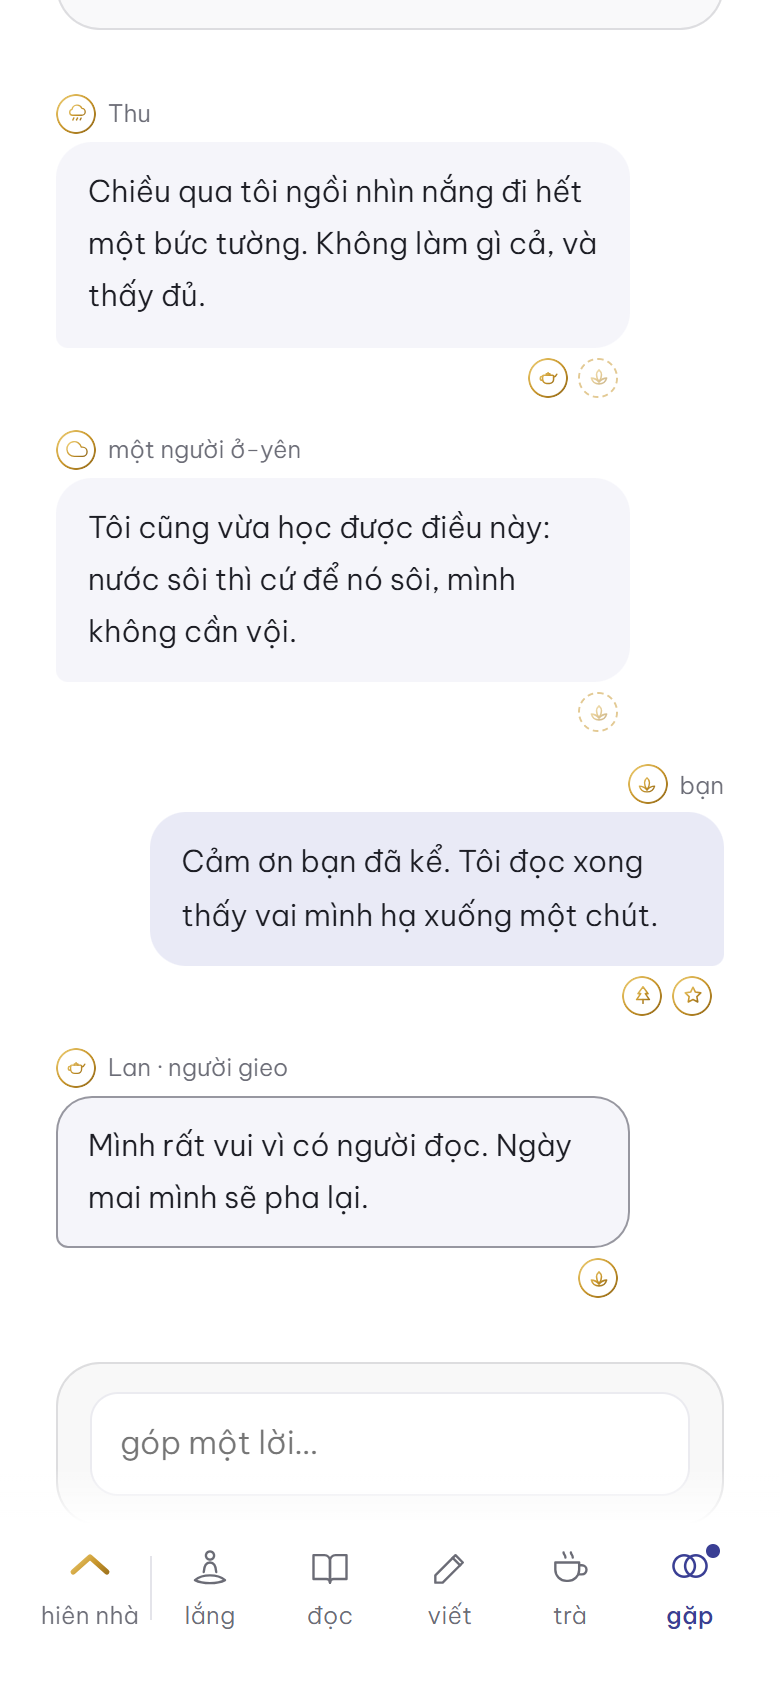 Thu
Chiều qua tôi ngồi nhìn nắng đi hết
một bức tường. Không làm gì cả, và
thấy đủ.
một người ở-yên
Tôi cũng vừa học được điều này:
nước sôi thì cứ để nó sôi, mình
không cần vội.
bạn
Cảm ơn bạn đã kể. Tôi đọc xong
thấy vai mình hạ xuống một chút.
Lan · người gieo
Mình rất vui vì có người đọc. Ngày
mai mình sẽ pha lại.
góp một lời...
hiên nhà
lắng
đọc
viết
trà
gặp